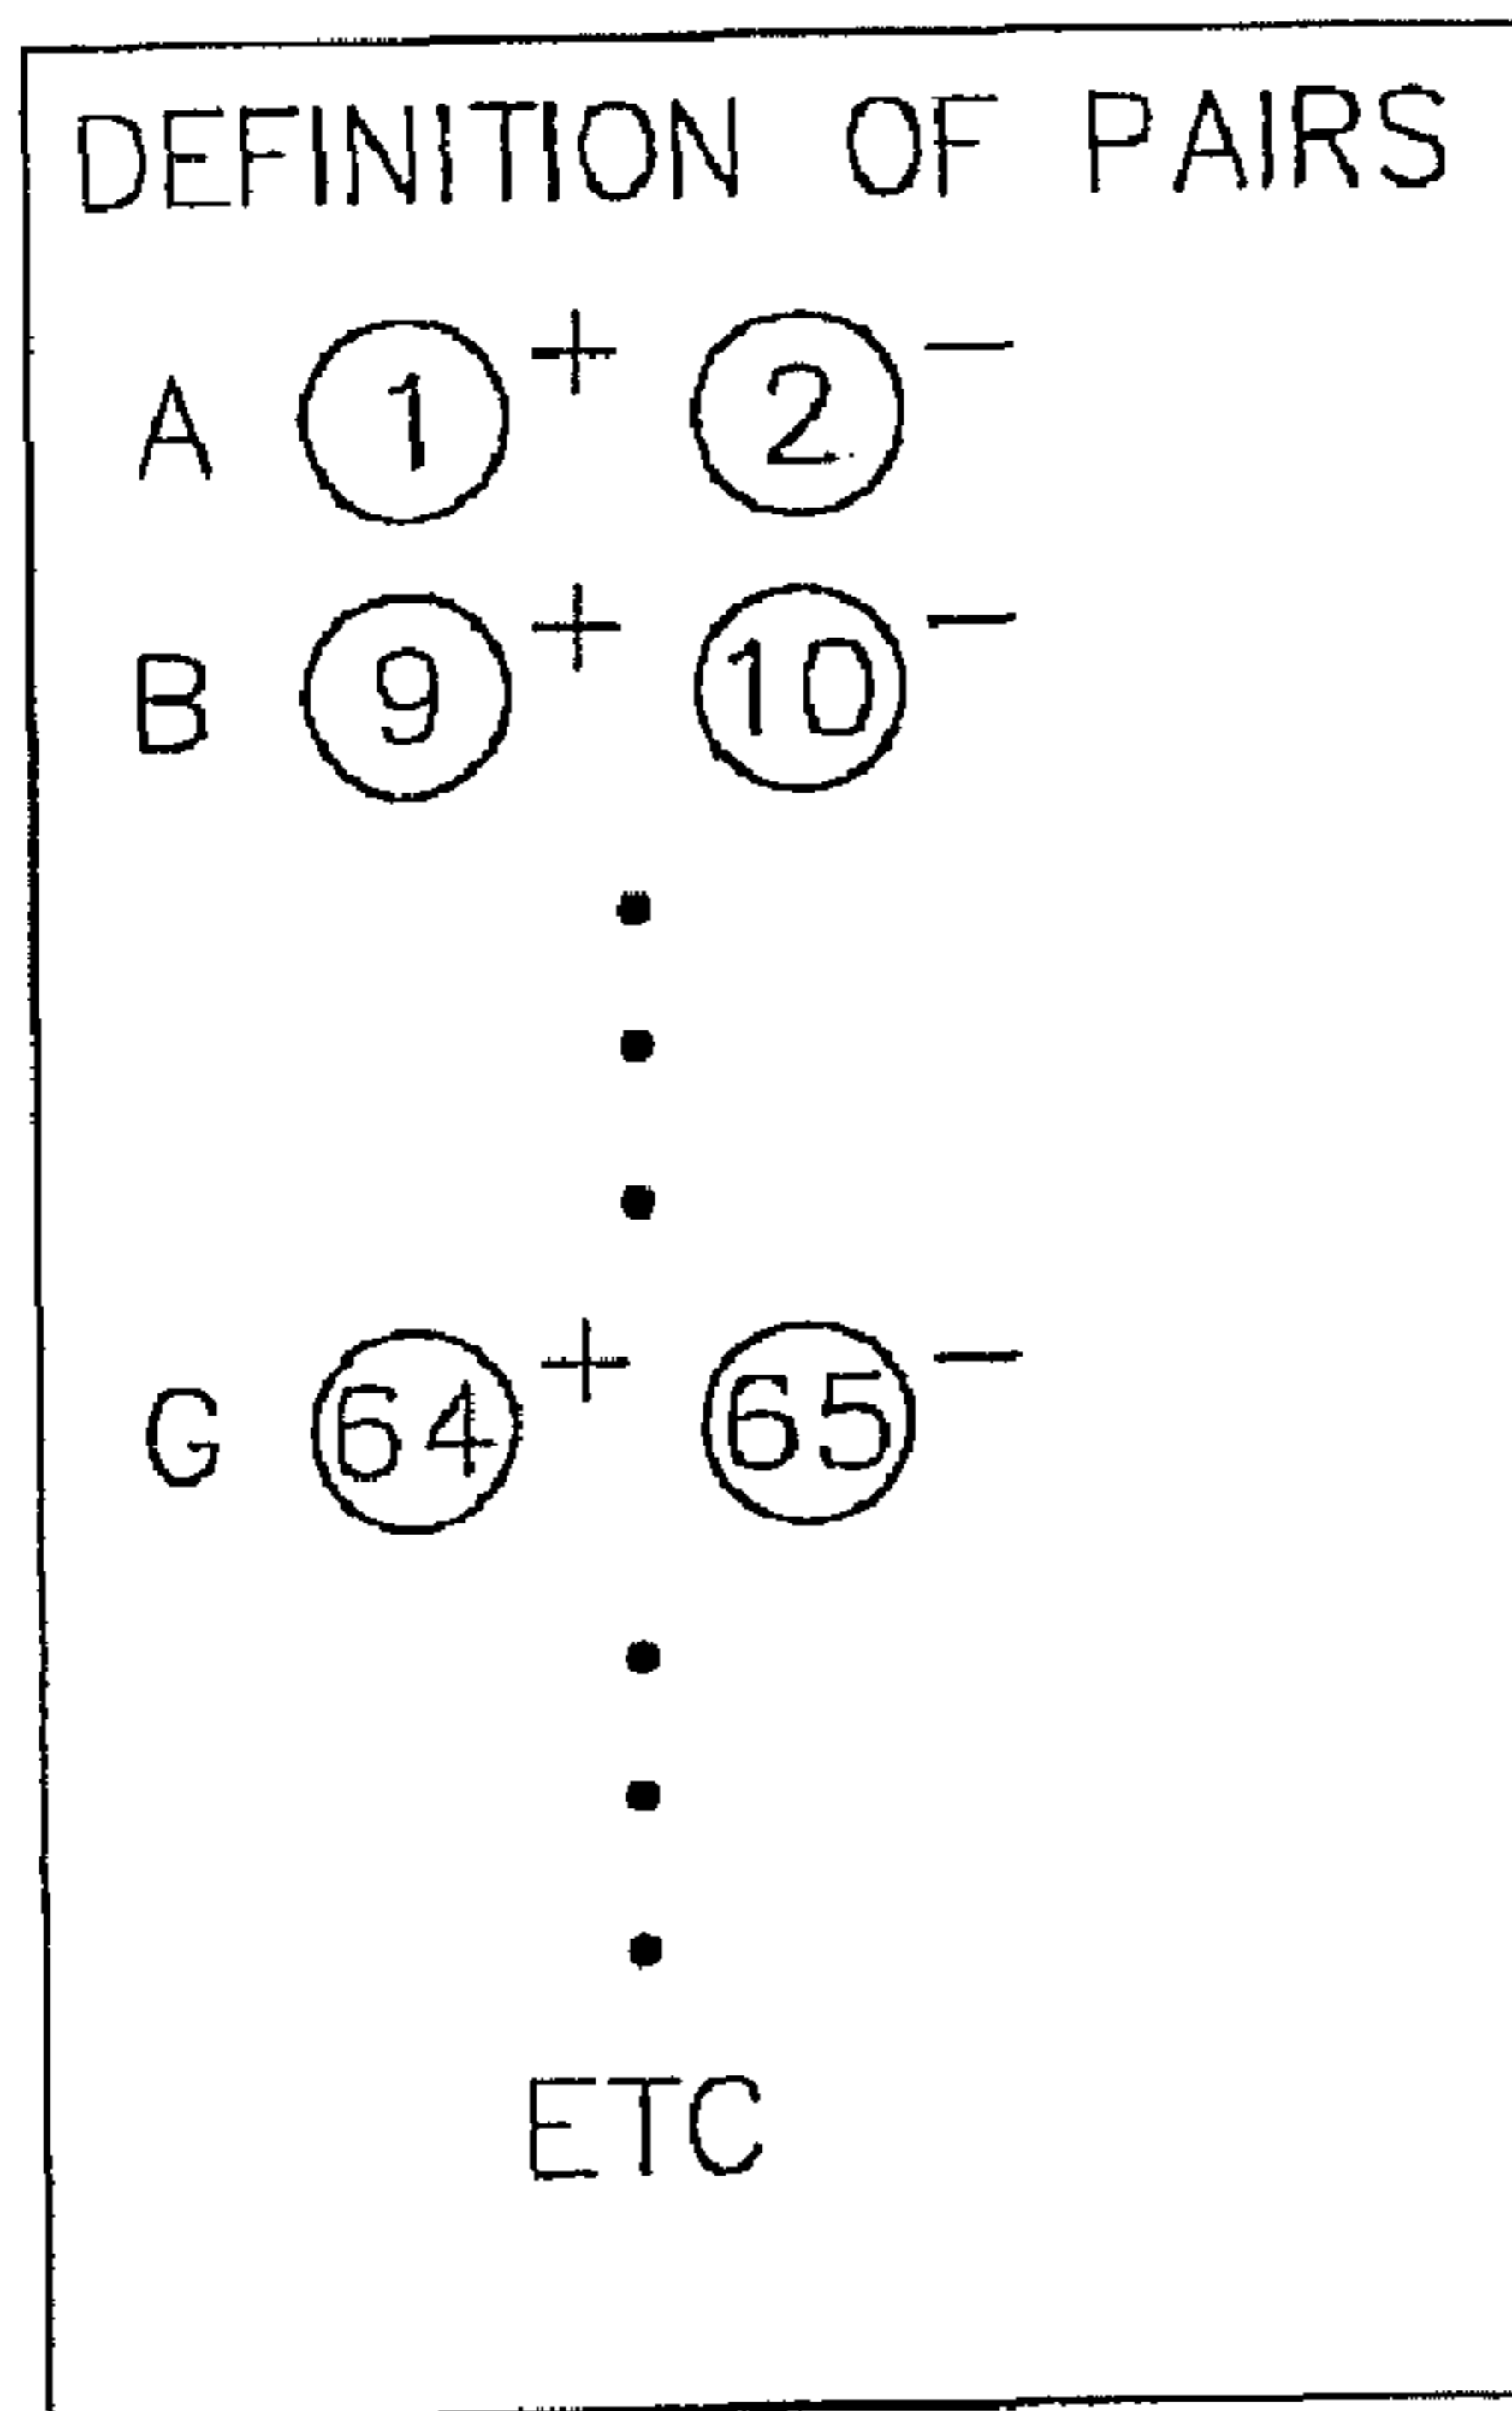 DEFINITION OF PAIRS
A 1 + 2 −
B 9 + 10 −
G 64 + 65 −
ETC